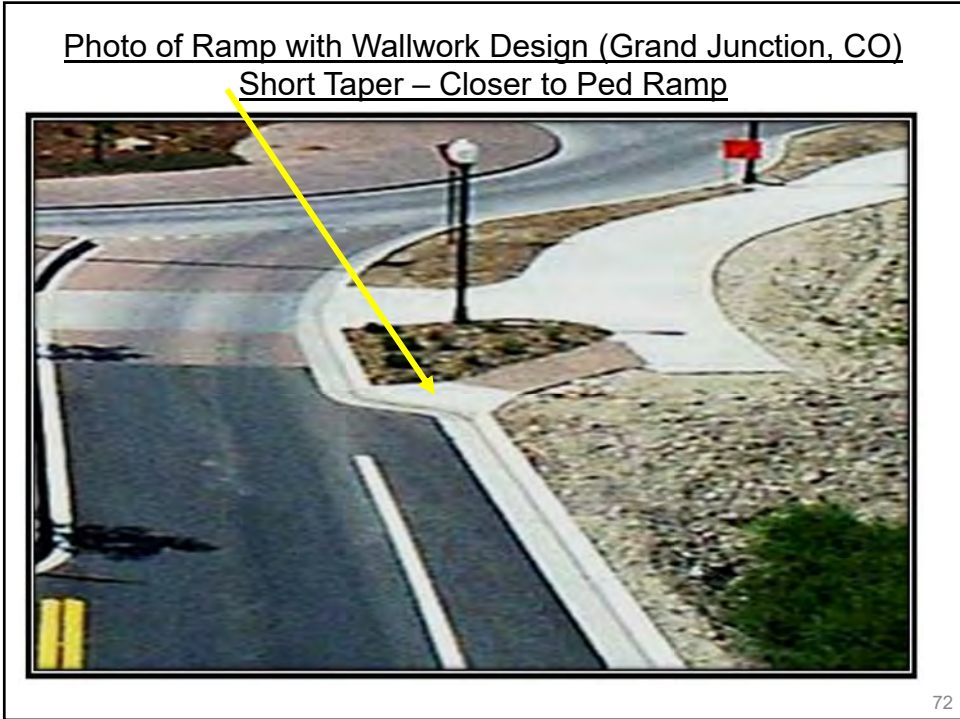 Photo of Ramp with Wallwork Design (Grand Junction, CO)
Short Taper – Closer to Ped Ramp
72